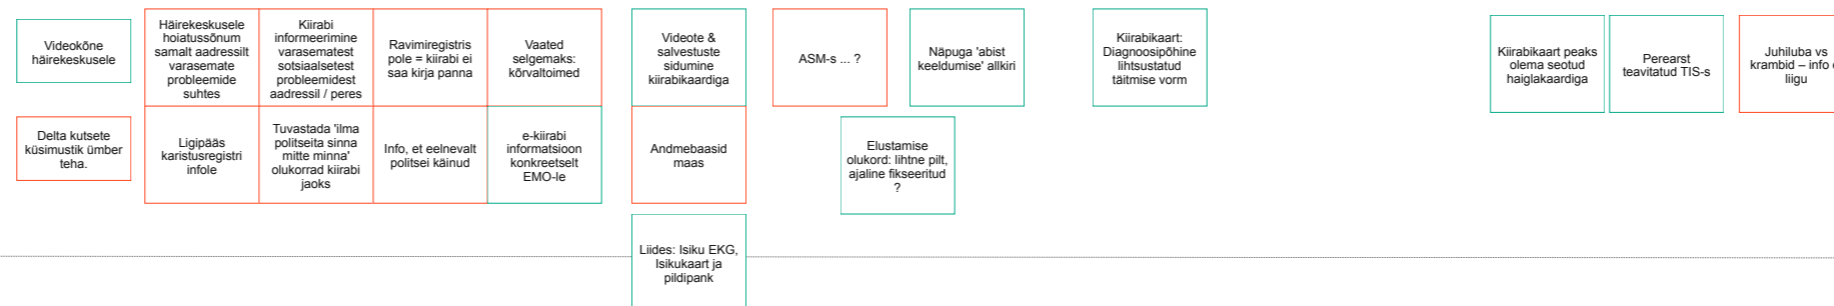 Videokõne
häirekeskusele
Häirekeskusele
hoiatussõnum
samalt aadressilt
varasemate
probleemide
suhtes
Kiirabi
informeerimine
varasematest
sotsiaalsetest
probleemidest
aadressil / peres
Ravimiregistris
pole = kiirabi ei
saa kirja panna
Vaated
selgemaks:
kõrvaltoimed
Videote &
salvestuste
sidumine
kiirabikaardiga
ASM-s ... ?
Näpuga 'abist
keeldumise' allkiri
Kiirabikaart:
Diagnoosipõhine
lihtsustatud
täitmise vorm
Kiirabikaart peaks
olema seotud
haiglakaardiga
Perearst
teavitatud TIS-s
Juhiluba vs
krambid – info
liigu
Delta kutsete
küsimustik ümber
teha.
Ligipääs
karistusregistri
infole
Tuvastada 'ilma
politseita sinna
mitte minna'
olukorrad kiirabi
jaoks
Info, et eelnevalt
politsei käinud
e-kiirabi
informatsioon
konkreetselt
EMO-le
Andmebaasid
maas
Elustamise
olukord: lihtne pilt,
ajaline fikseeritud
?
Liides: Isiku EKG,
Isikukaart ja
pildipank